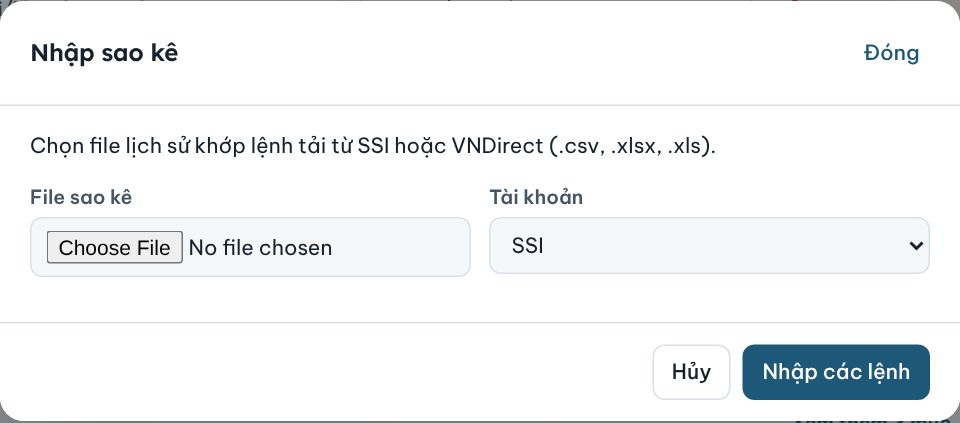 Nhập sao kê
Đóng
Chọn file lịch sử khớp lệnh tải từ SSI hoặc VNDirect (.csv, .xlsx, .xls).
File sao kê
Tài khoản
Choose File No file chosen
SSI
Hủy
Nhập các lệnh